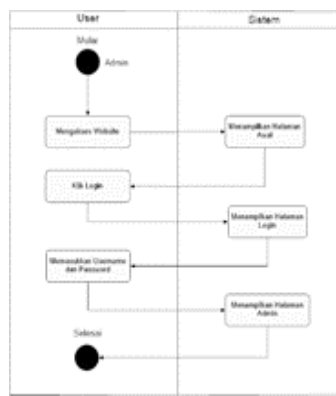 User
Sistem
Mulai
Admin
Mengakses Website
Menampilkan Halaman
Awal
Klik Login
Menampilkan Halaman
Login
Memasukkan Username
dan Password
Menampilkan Halaman
Admin
Selesai